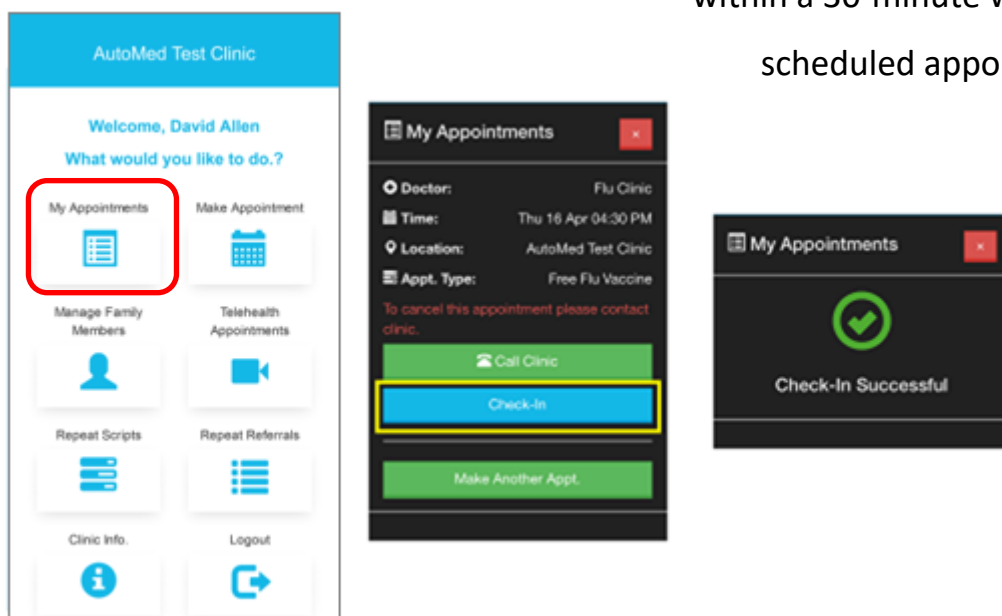 within a 30-minute
scheduled appo
AutoMed Test Clinic
Welcome, David Allen
What would you like to do.?
My Appointments
Make Appointment
Manage Family
Members
Telehealth
Appointments
Repeat Scripts
Repeat Referrals
Clinic Info.
Logout
My Appointments
×
Doctor: Flu Clinic
Time: Thu 16 Apr 04:30 PM
Location: AutoMed Test Clinic
Appt. Type: Free Flu Vaccine
To cancel this appointment please contact
clinic.
Call Clinic
Check-In
Make Another Appt.
My Appointments
×
Check-In Successful